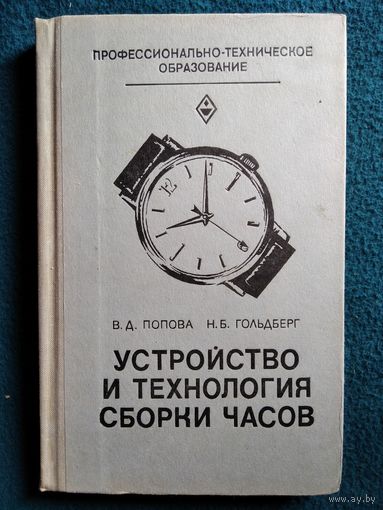 ПРОФЕССИОНАЛЬНО-ТЕХНИЧЕСКОЕ
ОБРАЗОВАНИЕ
12
В. Д. ПОПОВА Н. Б. ГОЛЬДБЕРГ
УСТРОЙСТВО
И ТЕХНОЛОГИЯ
СБОРКИ ЧАСОВ
www.ay.by